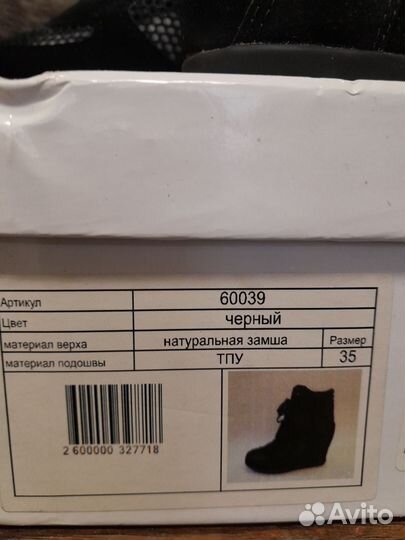 Артикул 60039
Цвет черный
материал верха натуральная замша Размер
материал подошвы ТПУ 35
2 600000 327718
Avito